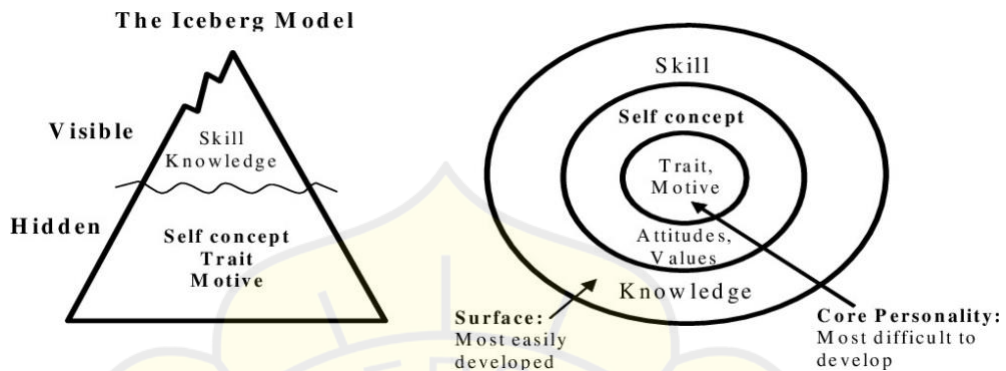 The Iceberg Model
Visible
Skill
Knowledge
Hidden
Self concept
Trait
Motive
Skill
Self concept
Trait,
Motive
Attitudes,
Values
Knowledge
Surface:
Most easily
developed
Core Personality:
Most difficult to
develop